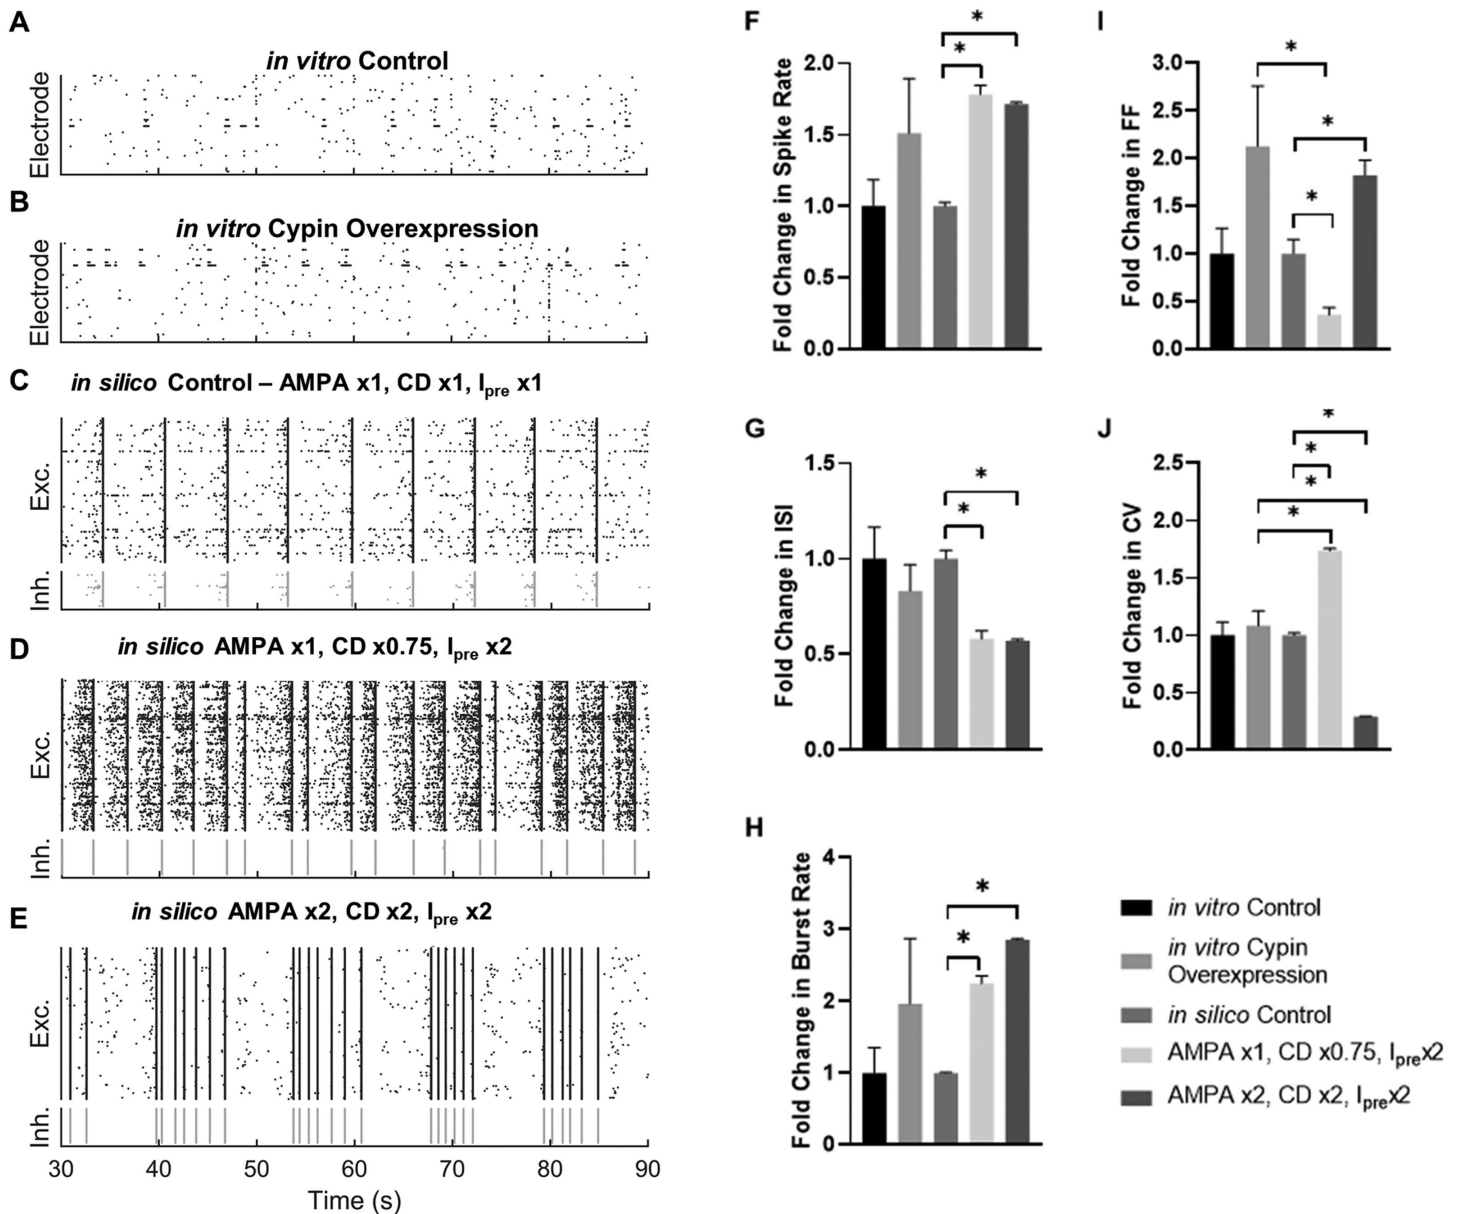 A
in vitro Control
Electrode
B
in vitro Cypin Overexpression
Electrode
C
in silico Control – AMPA x1, CD x1, Ipre x1
Exc.
Inh.
D
in silico AMPA x1, CD x0.75, Ipre x2
Exc.
Inh.
E
in silico AMPA x2, CD x2, Ipre x2
Exc.
Inh.
30 40 50 60 70 80 90
Time (s)
F
Fold Change in Spike Rate
2.0
1.5
1.0
0.5
0.0
*
*
G
Fold Change in ISI
1.5
1.0
0.5
0.0
*
*
H
Fold Change in Burst Rate
4
3
2
1
0
*
*
I
Fold Change in FF
3.0
2.5
2.0
1.5
1.0
0.5
0.0
*
*
*
J
Fold Change in CV
2.5
2.0
1.5
1.0
0.5
0.0
*
*
*
*
in vitro Control
in vitro Cypin
Overexpression
in silico Control
AMPA x1, CD x0.75, Iprex2
AMPA x2, CD x2, Iprex2